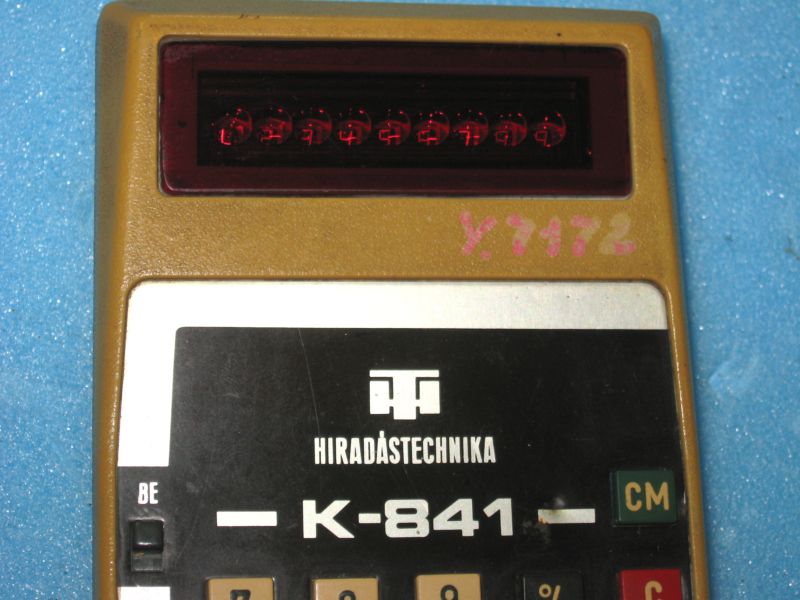 Y.7172
HIRADÁSTECHNIKA
BE
CM
K-841
% C